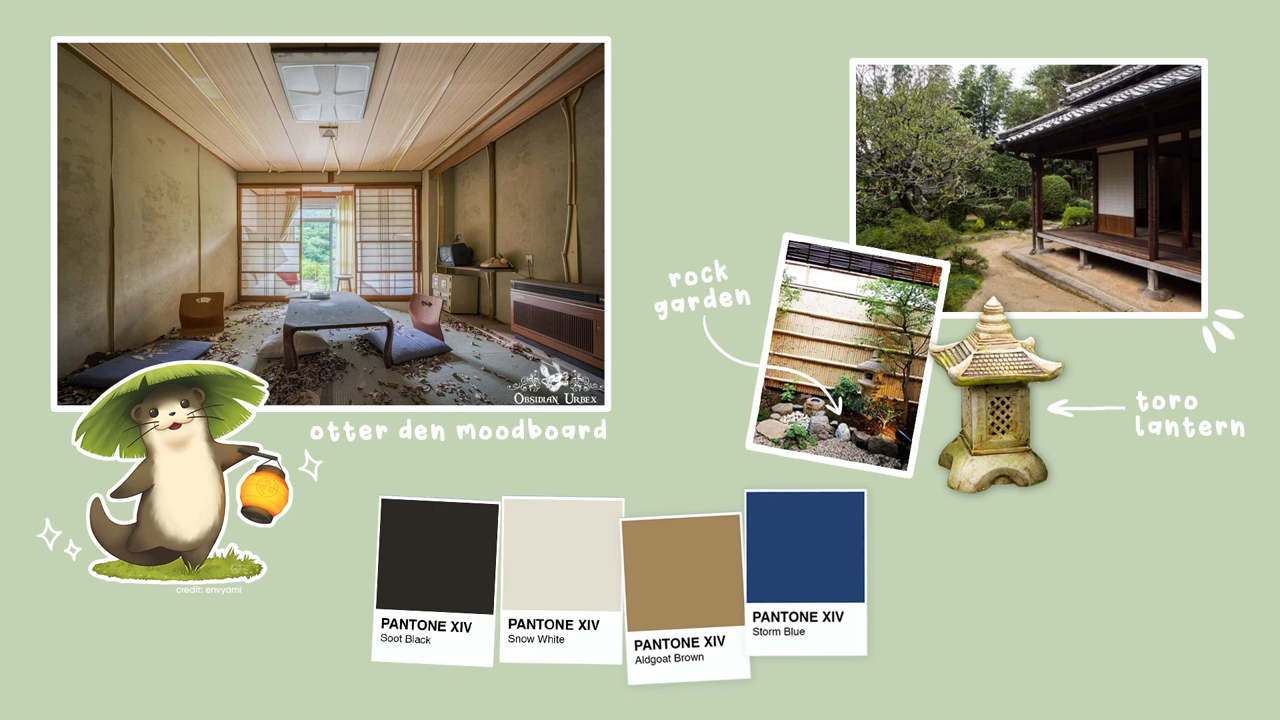 OBSIDIAN URBEX
otter den moodboard
credit: envyami
rock
garden
toro
lantern
PANTONE XIV
Soot Black
PANTONE XIV
Snow White
PANTONE XIV
Aldgoat Brown
PANTONE XIV
Storm Blue